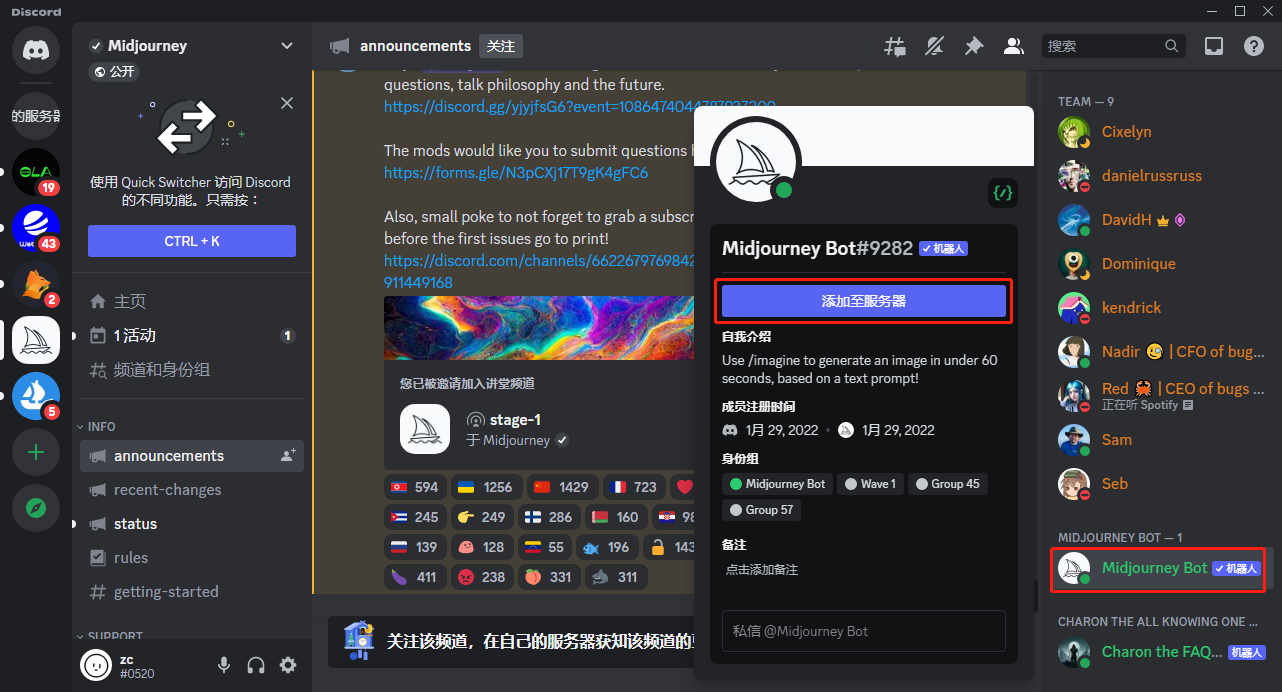 Discord
的服务器
19
43
2
5
Midjourney
公开
使用 Quick Switcher 访问 Discord
的不同功能。只需按：
CTRL + K
主页
1 活动
1
频道和身份组
INFO
announcements
recent-changes
status
rules
getting-started
SUPPORT
zc
#0520
announcements
关注
搜索
questions, talk philosophy and the future.
https://discord.gg/yjyjfsG6?event=1086474044787937300
The mods would like you to submit questions
https://forms.gle/N3pCXj17T9gK4gFC6
Also, small poke to not forget to grab a subscr
before the first issues go to print!
https://discord.com/channels/6622679769842
911449168
您已被邀请加入讲堂频道
stage-1
于 Midjourney
594 1256 1429 723
245 249 286 160 98
139 128 55 196 143
411 238 331 311
关注该频道，在自己的服务器获知该频道的
Midjourney Bot#9282 机器人
添加至服务器
自我介绍
Use /imagine to generate an image in under 60
seconds, based on a text prompt!
成员注册时间
1月 29, 2022 • 1月 29, 2022
身份组
Midjourney Bot Wave 1 Group 45
Group 57
备注
点击添加备注
私信 @Midjourney Bot
TEAM — 9
Cixelyn
danielrussruss
DavidH
Dominique
kendrick
Nadir 🧐 | CFO of bug...
Red 🦀 | CEO of bugs ...
正在听 Spotify
Sam
Seb
MIDJOURNEY BOT — 1
Midjourney Bot 机器人
CHARON THE ALL KNOWING ONE ...
Charon the FAQ... 机器人